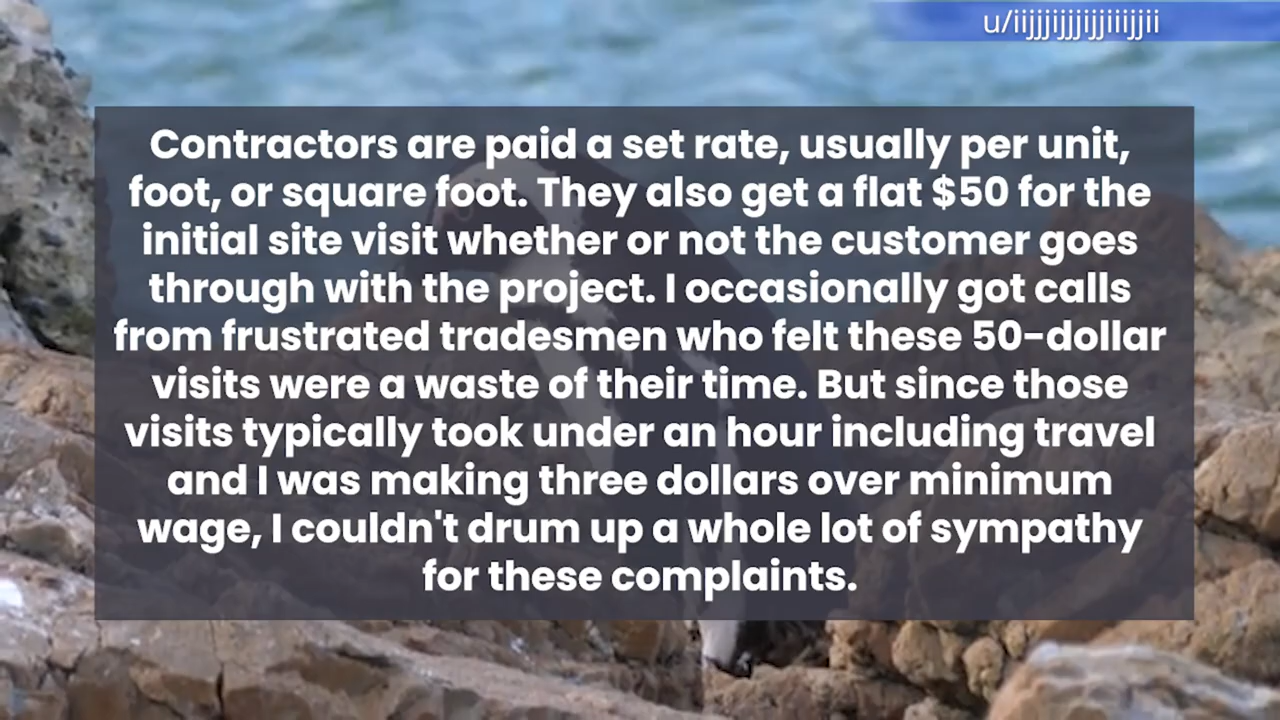 u/iijjjijjjijjiiijjii
Contractors are paid a set rate, usually per unit,
foot, or square foot. They also get a flat $50 for the
initial site visit whether or not the customer goes
through with the project. I occasionally got calls
from frustrated tradesmen who felt these 50-dollar
visits were a waste of their time. But since those
visits typically took under an hour including travel
and I was making three dollars over minimum
wage, I couldn't drum up a whole lot of sympathy
for these complaints.